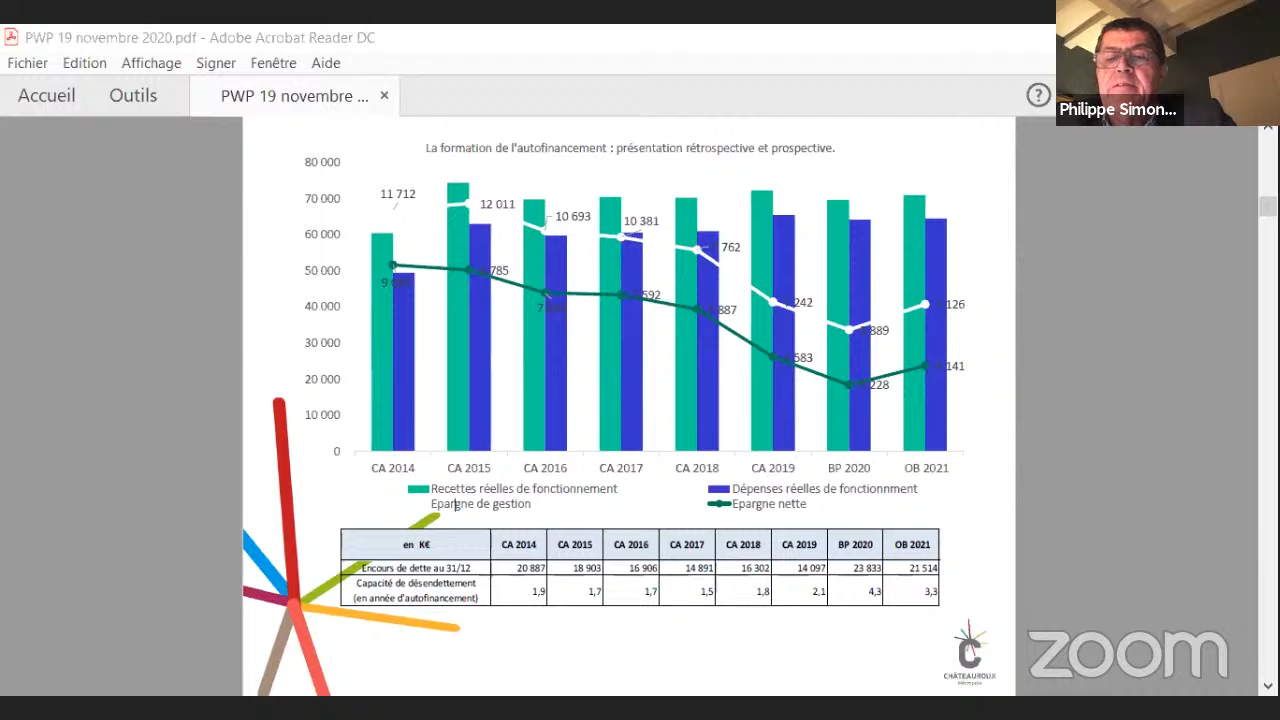 PWP 19 novembre 2020.pdf - Adobe Acrobat Reader DC
Fichier Edition Affichage Signer Fenêtre Aide
Accueil Outils PWP 19 novembre ... ×
?
Philippe Simon...
La formation de l'autofinancement : présentation rétrospective et prospective.
80 000
70 000
60 000
50 000
40 000
30 000
20 000
10 000
0
11 712
12 011
10 693
10 381
762
242
889
126
785
592
887
583
228
141
CA 2014 CA 2015 CA 2016 CA 2017 CA 2018 CA 2019 BP 2020 OB 2021
Recettes réelles de fonctionnement Dépenses réelles de fonctionnment
Epargne de gestion Epargne nette
en K€ CA 2014 CA 2015 CA 2016 CA 2017 CA 2018 CA 2019 BP 2020 OB 2021
Encours de dette au 31/12 20 887 18 903 16 906 14 891 16 302 14 097 23 833 21 514
Capacité de désendettement
(en année d'autofinancement) 1,9 1,7 1,7 1,5 1,8 2,1 4,3 3,3
CHÂTEAUROUX
Métropole
zoom